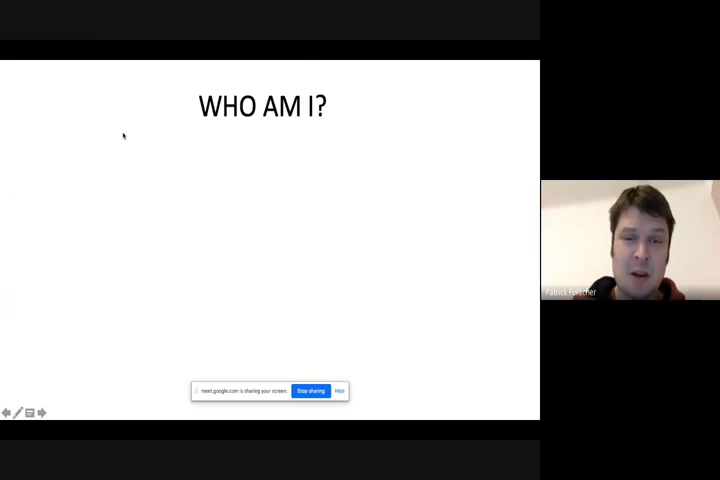 WHO AM I?
Patrick Forscher
meet.google.com is sharing your screen.
Stop sharing
Hide